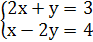 2x + y = 3
x − 2y = 4